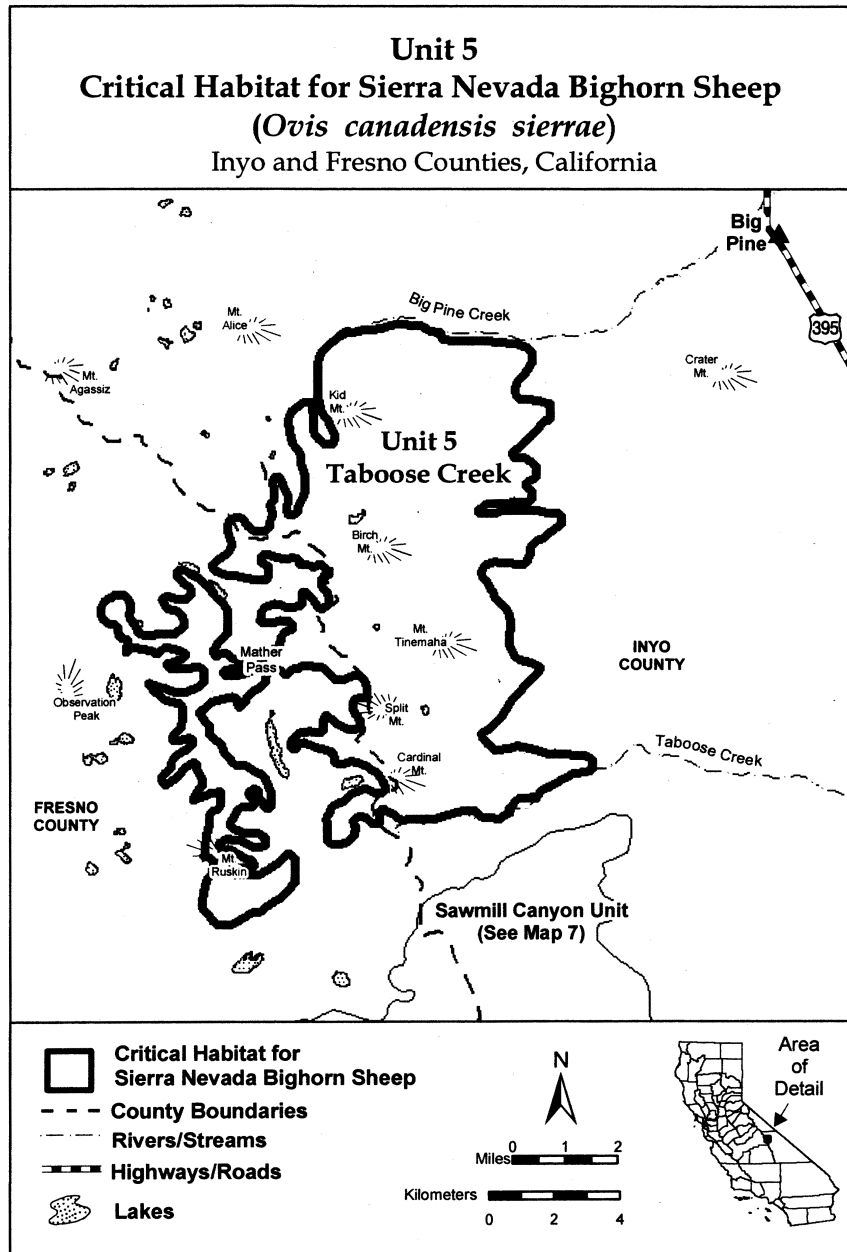 Unit 5
Critical Habitat for Sierra Nevada Bighorn Sheep
(Ovis canadensis sierrae)
Inyo and Fresno Counties, California
Big
Pine
Big Pine Creek
395
Mt.
Alice
Mt.
Agassiz
Crater
Mt.
Kid
Mt.
Unit 5
Taboose Creek
Birch
Mt.
Mt.
Tinemaha
INYO
COUNTY
Mather
Pass
Observation
Peak
Split
Mt.
Taboose Creek
Cardinal
Mt.
FRESNO
COUNTY
Mt.
Ruskin
Sawmill Canyon Unit
(See Map 7)
Critical Habitat for
Sierra Nevada Bighorn Sheep
County Boundaries
Rivers/Streams
Highways/Roads
Lakes
N
0 1 2
Miles
Kilometers
0 2 4
Area
of
Detail